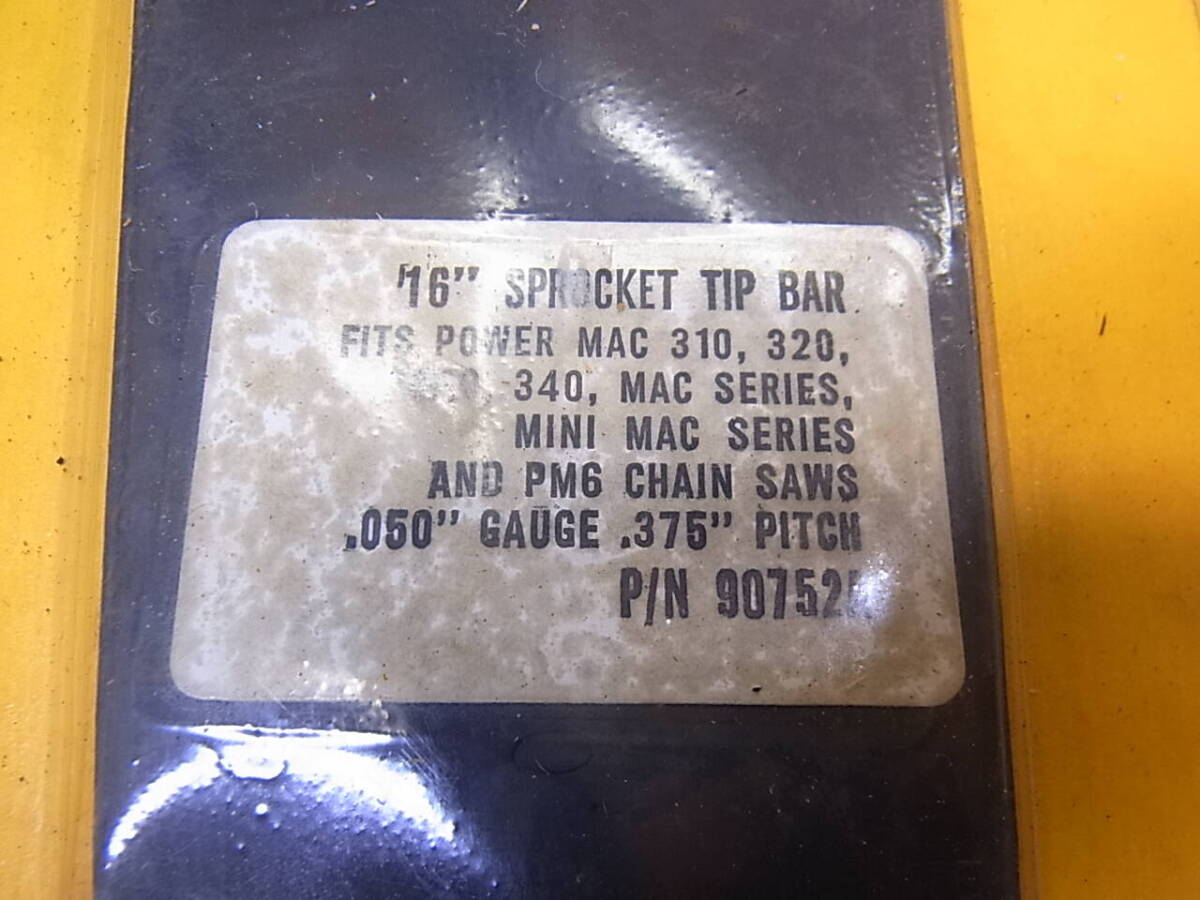 16" SPROCKET TIP BAR
FITS POWER MAC 310, 320,
340, MAC SERIES,
MINI MAC SERIES
AND PM6 CHAIN SAWS
.050" GAUGE .375" PITCH
P/N